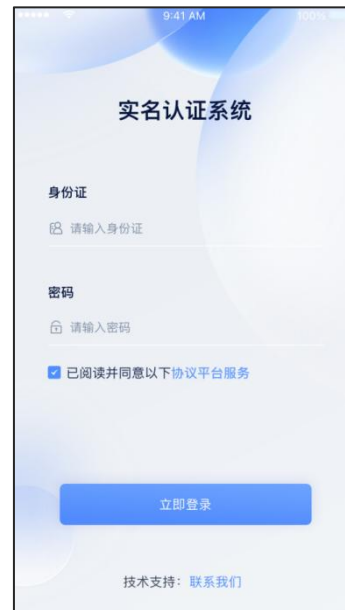 9:41 AM
100%
实名认证系统
身份证
请输入身份证
密码
请输入密码
已阅读并同意以下协议平台服务
立即登录
技术支持：联系我们